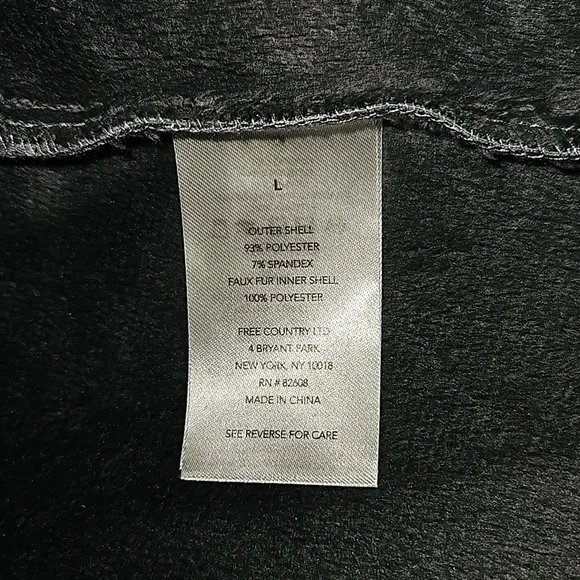 L
OUTER SHELL
93% POLYESTER
7% SPANDEX
FAUX FUR INNER SHELL
100% POLYESTER
FREE COUNTRY LTD
4 BRYANT PARK
NEW YORK, NY 10018
RN # 82608
MADE IN CHINA
SEE REVERSE FOR CARE